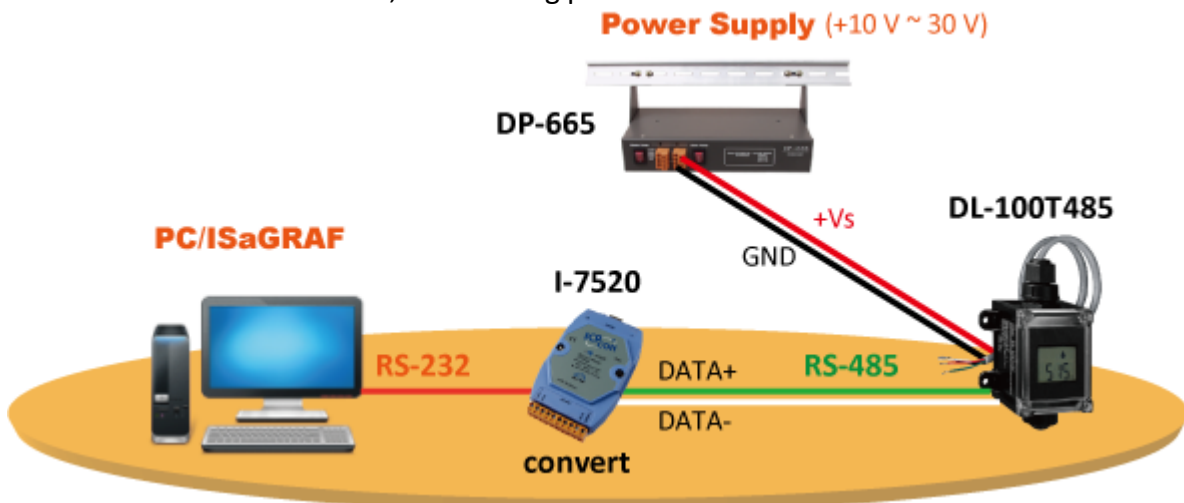 Power Supply (+10 V ~ 30 V)
DP-665
DL-100T485
+Vs
GND
PC/ISaGRAF
I-7520
RS-232
DATA+
RS-485
DATA-
convert
515